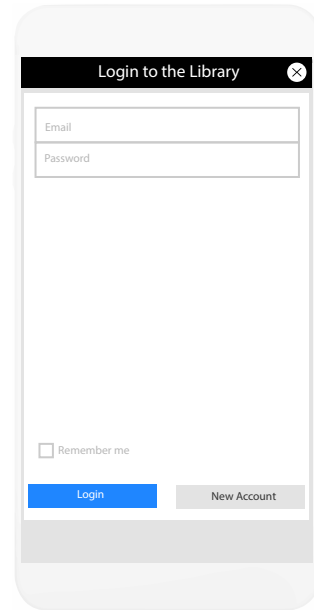 Login to the Library
Email
Password
Remember me
Login
New Account